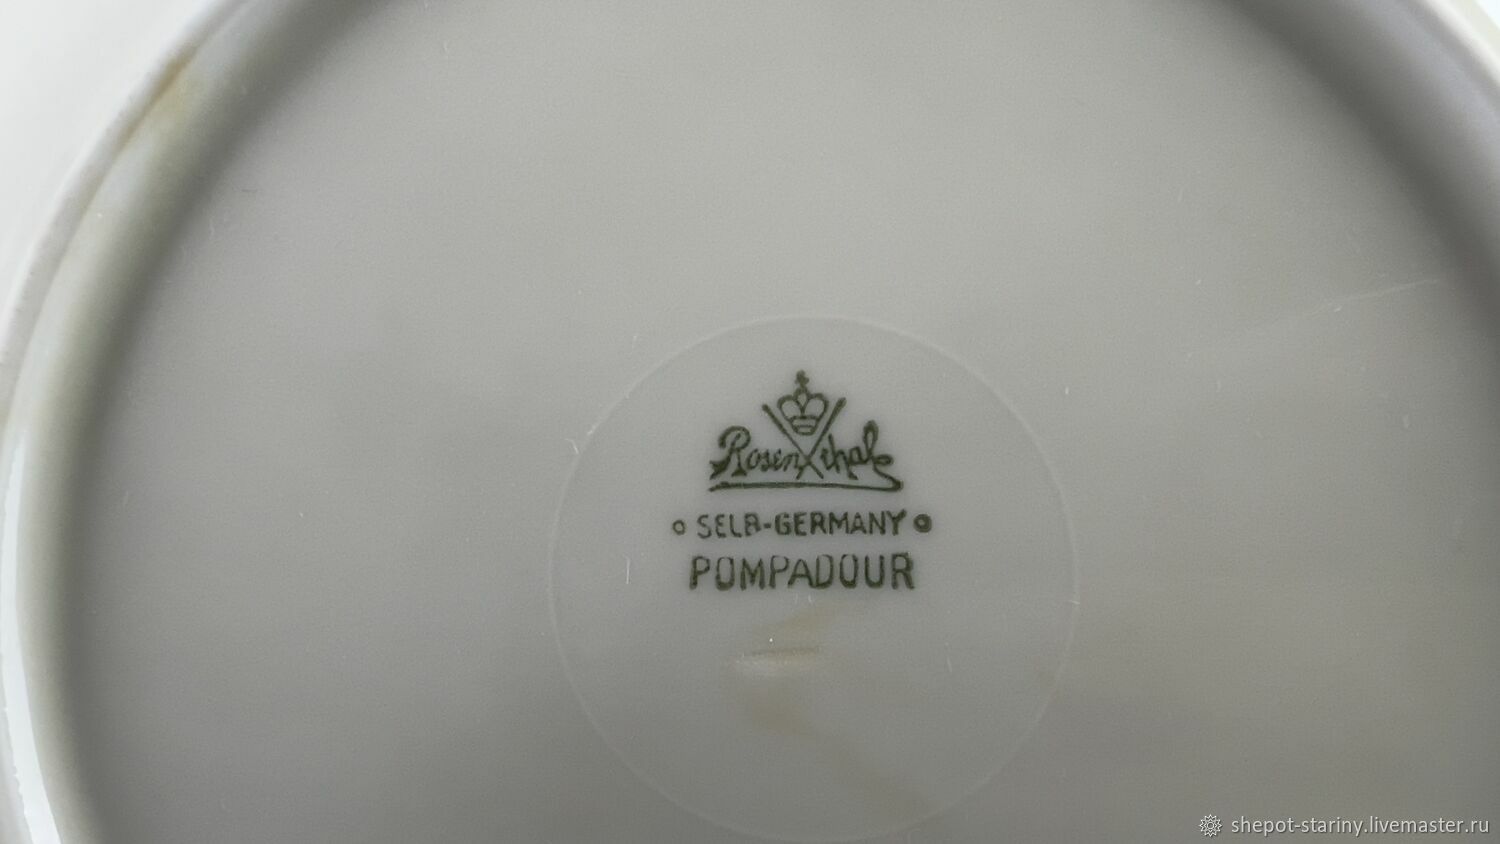 Rosenthal
SELB-GERMANY
POMPADOUR
shepot-stariny.livemaster.ru